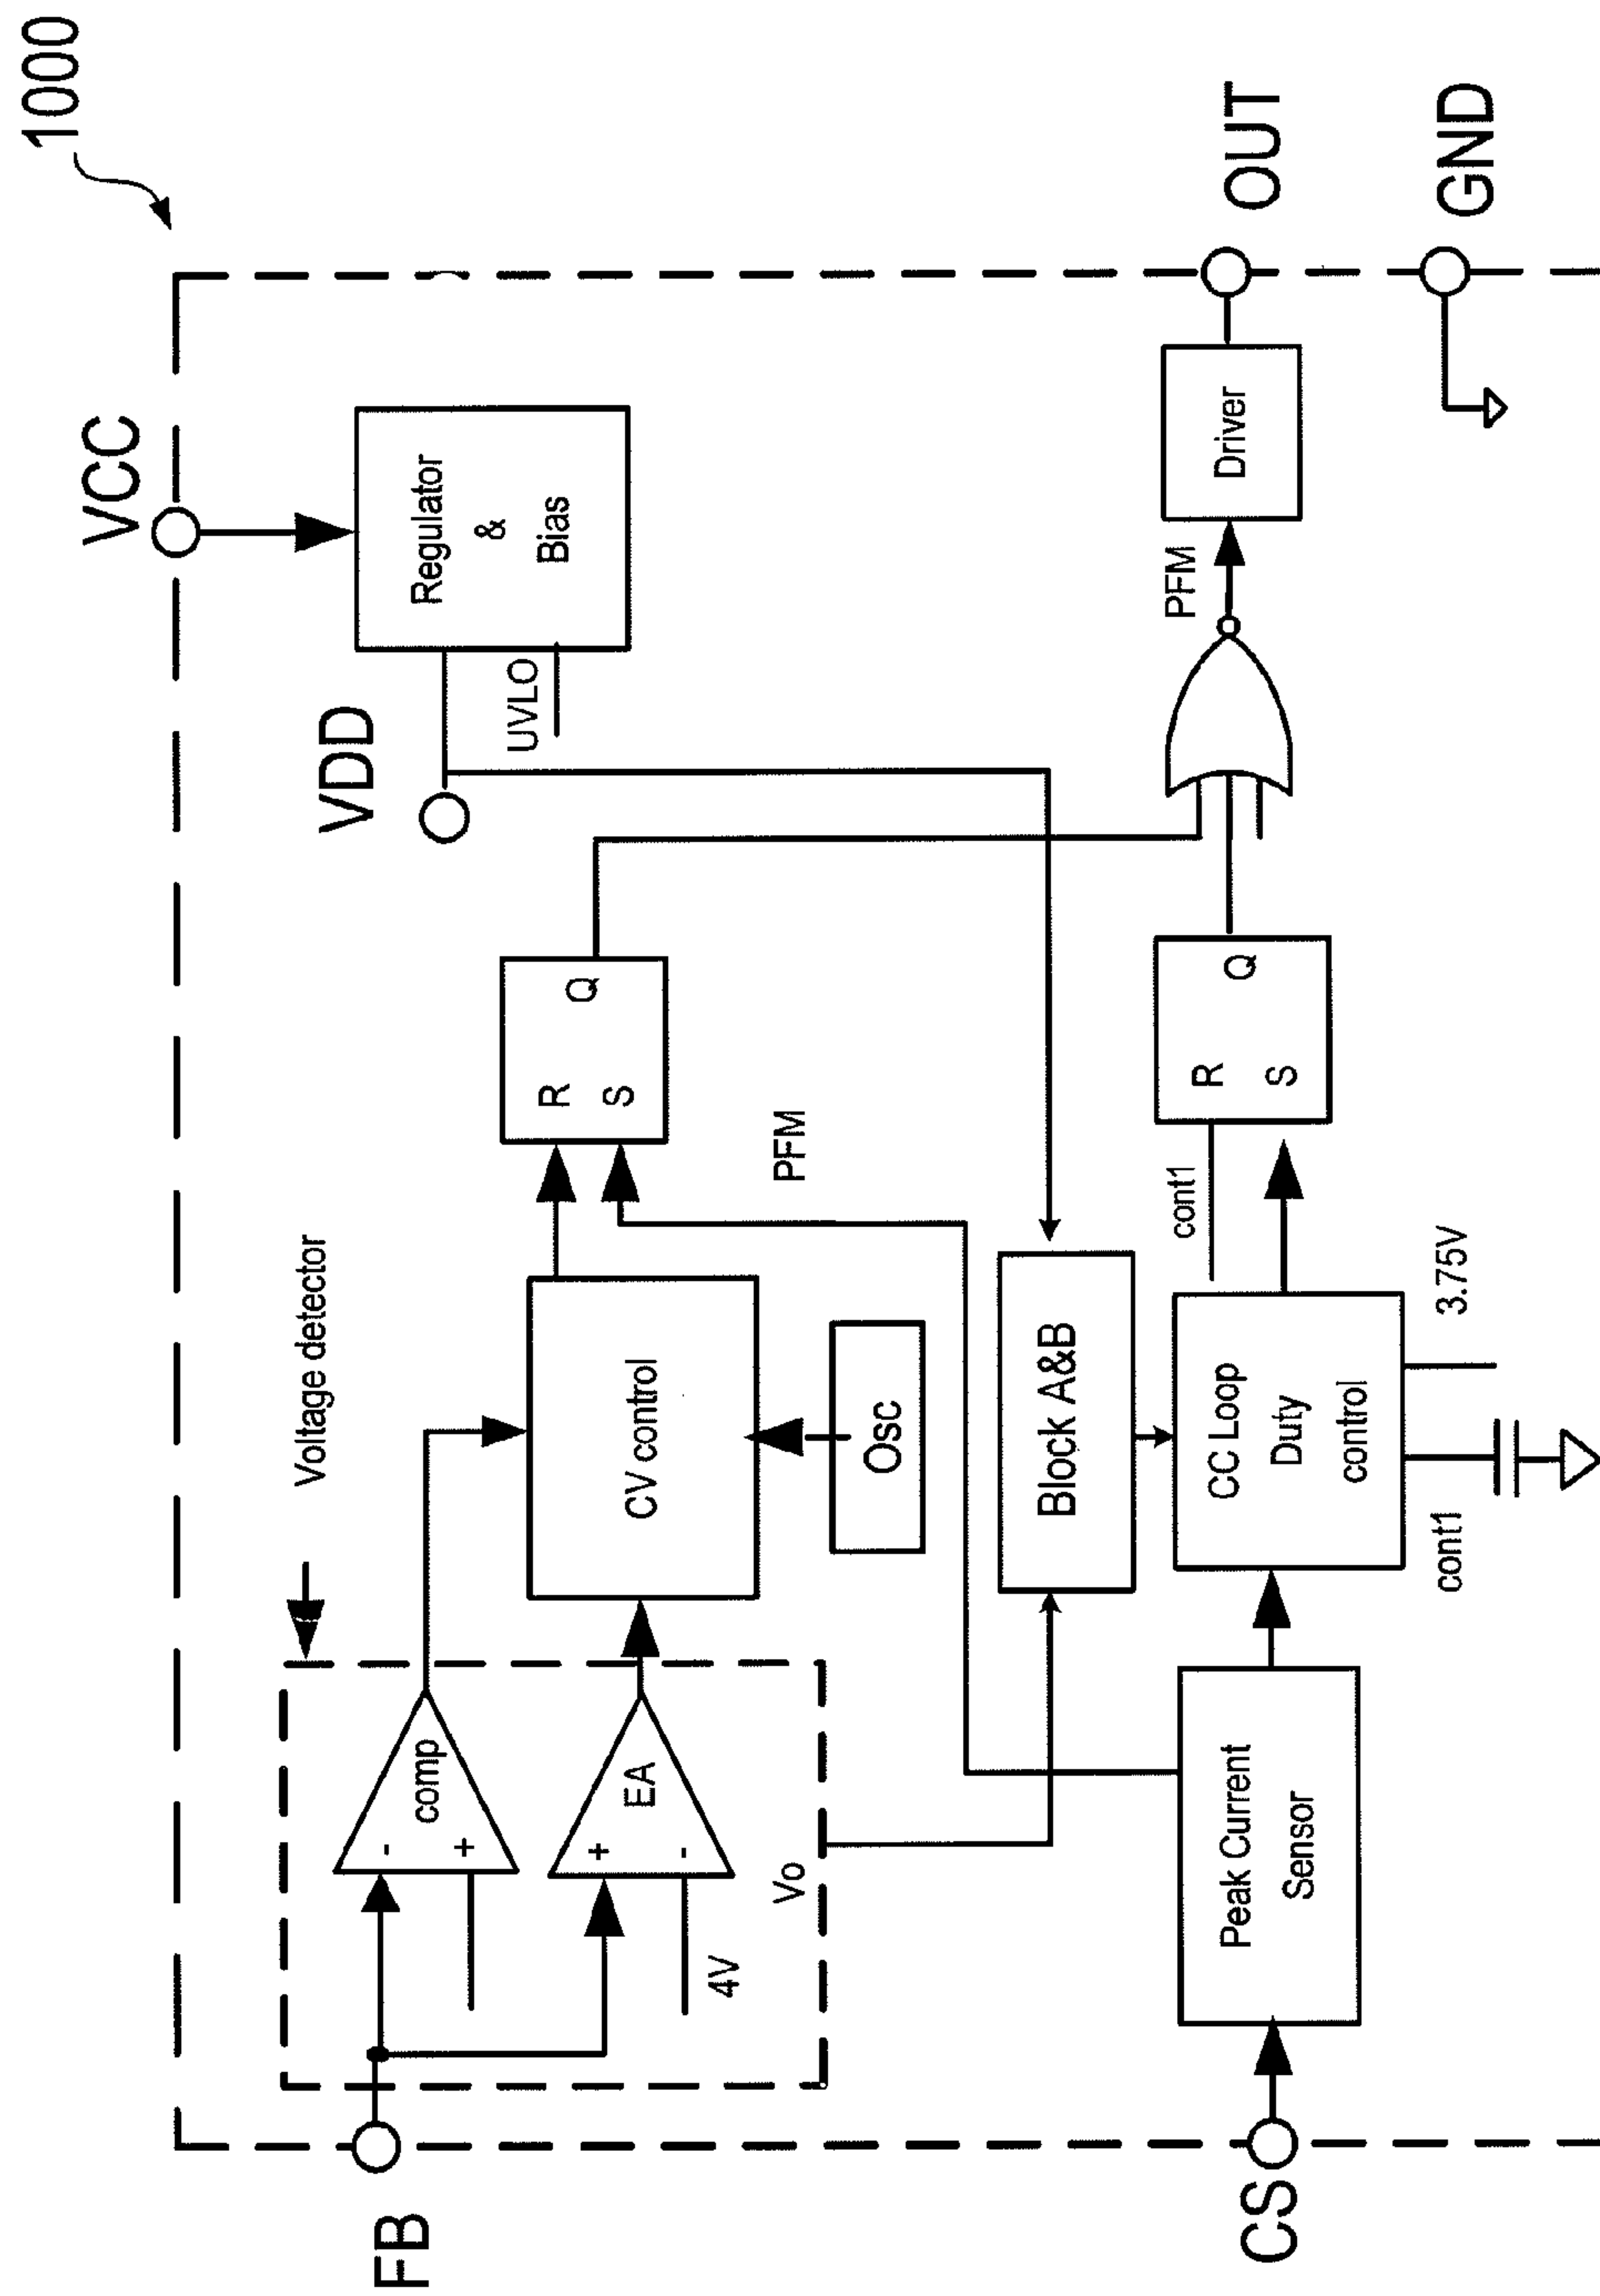 1000
VCC
VDD
Regulator
&
Bias
UVLO
Voltage detector
FB
-
comp
+
+
EA
-
4V
Vo
CV control
Osc
R
S
Q
PFM
Block A&B
CS
Peak Current
Sensor
CC Loop
Duty
control
cont1
3.75V
cont1
R
S
Q
PFM
Driver
OUT
GND